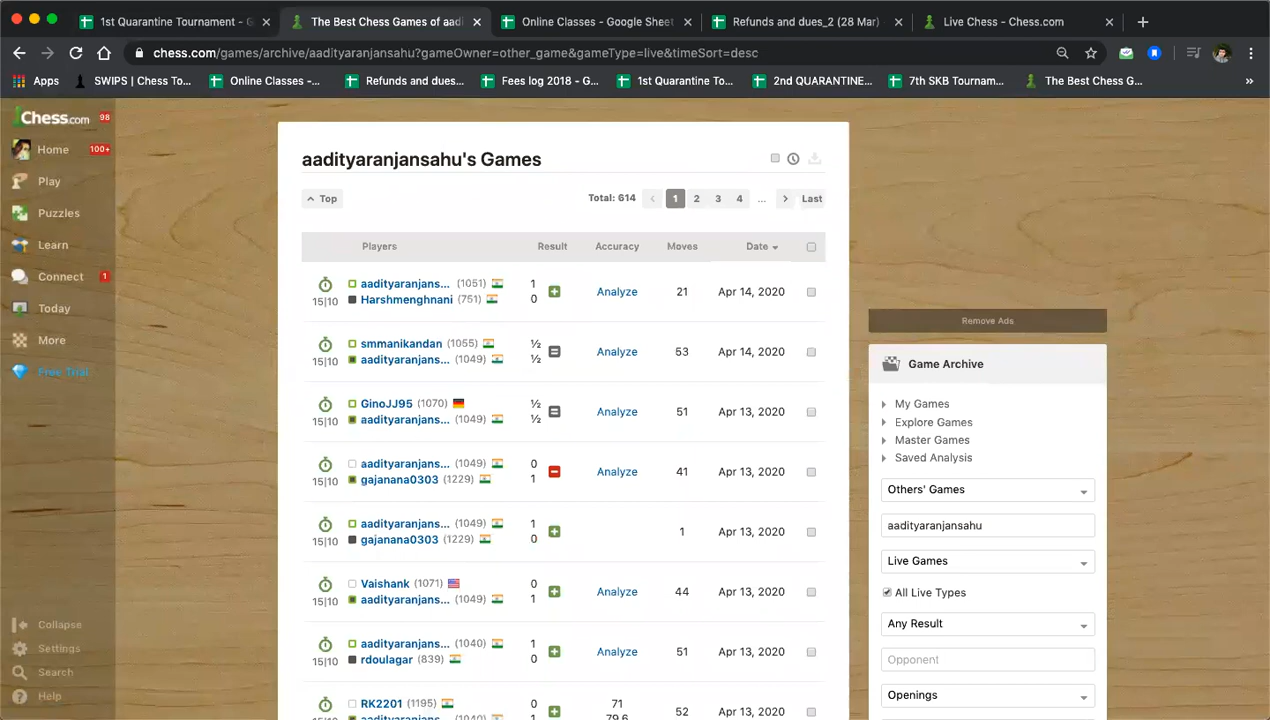 1st Quarantine Tournament - G
The Best Chess Games of aadi
Online Classes - Google Sheet
Refunds and dues_2 (28 Mar)
Live Chess - Chess.com
chess.com/games/archive/aadityaranjansahu?gameOwner=other_game&gameType=live&timeSort=desc
Apps
SWIPS | Chess To...
Online Classes -...
Refunds and dues...
Fees log 2018 - G...
1st Quarantine To...
2nd QUARANTINE...
7th SKB Tournam...
The Best Chess G...
»
Chess.com 98
Home 100+
Play
Puzzles
Learn
Connect 1
Today
More
Free Trial
Collapse
Settings
Search
Help
aadityaranjansahu's Games
Top
Total: 614 1 2 3 4 ... Last
Players Result Accuracy Moves Date
aadityaranjans... (1051) 1
15|10 Harshmenghnani (751) 0
Analyze 21 Apr 14, 2020
smmanikandan (1055) ½
15|10 aadityaranjans... (1049) ½
Analyze 53 Apr 14, 2020
GinoJJ95 (1070) ½
15|10 aadityaranjans... (1049) ½
Analyze 51 Apr 13, 2020
aadityaranjans... (1049) 0
15|10 gajanana0303 (1229) 1
Analyze 41 Apr 13, 2020
aadityaranjans... (1049) 1
15|10 gajanana0303 (1229) 0
1 Apr 13, 2020
Vaishank (1071) 0
15|10 aadityaranjans... (1049) 1
Analyze 44 Apr 13, 2020
aadityaranjans... (1040) 1
15|10 rdoulagar (839) 0
Analyze 51 Apr 13, 2020
RK2201 (1195) 0 71
15|10 aadityaranjans... (1040) 1 79.6
52 Apr 13, 2020
Remove Ads
Game Archive
My Games
Explore Games
Master Games
Saved Analysis
Others' Games
aadityaranjansahu
Live Games
All Live Types
Any Result
Opponent
Openings